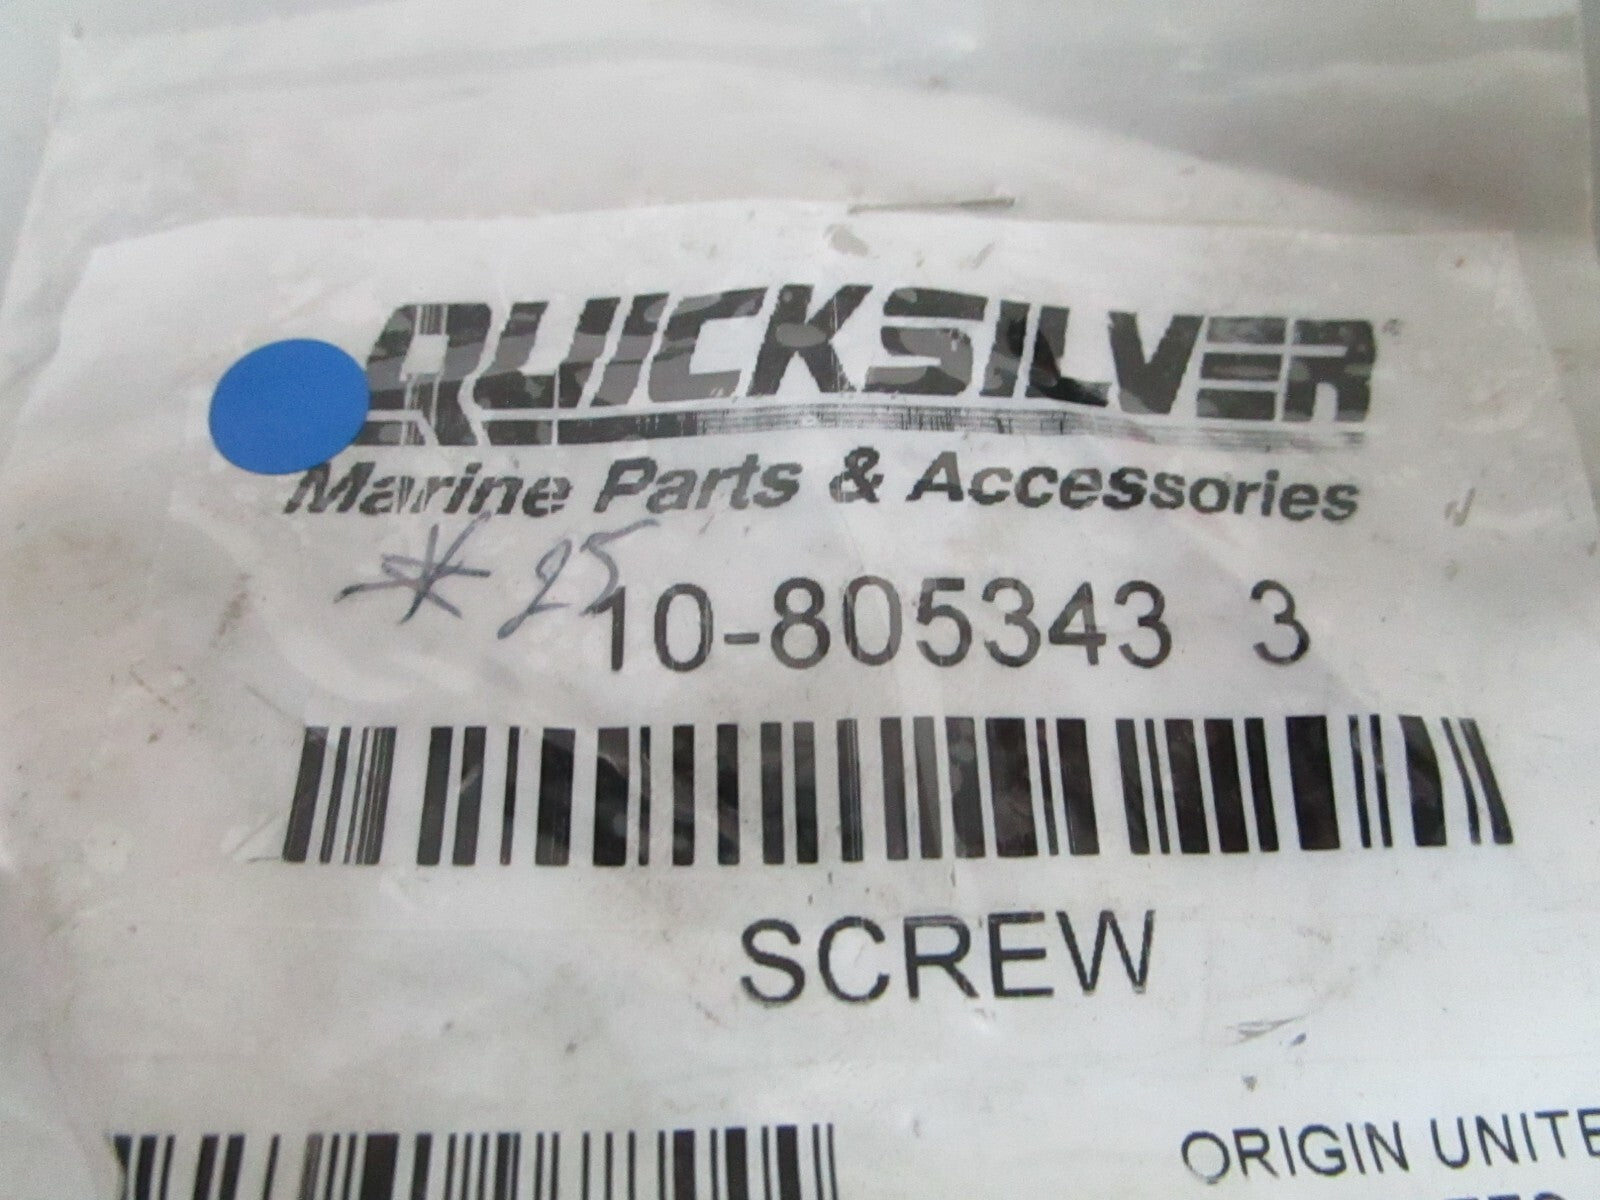 QUICKSILVER
Marine Parts & Accessories
* 25
10-805343 3
SCREW
ORIGIN UNITE